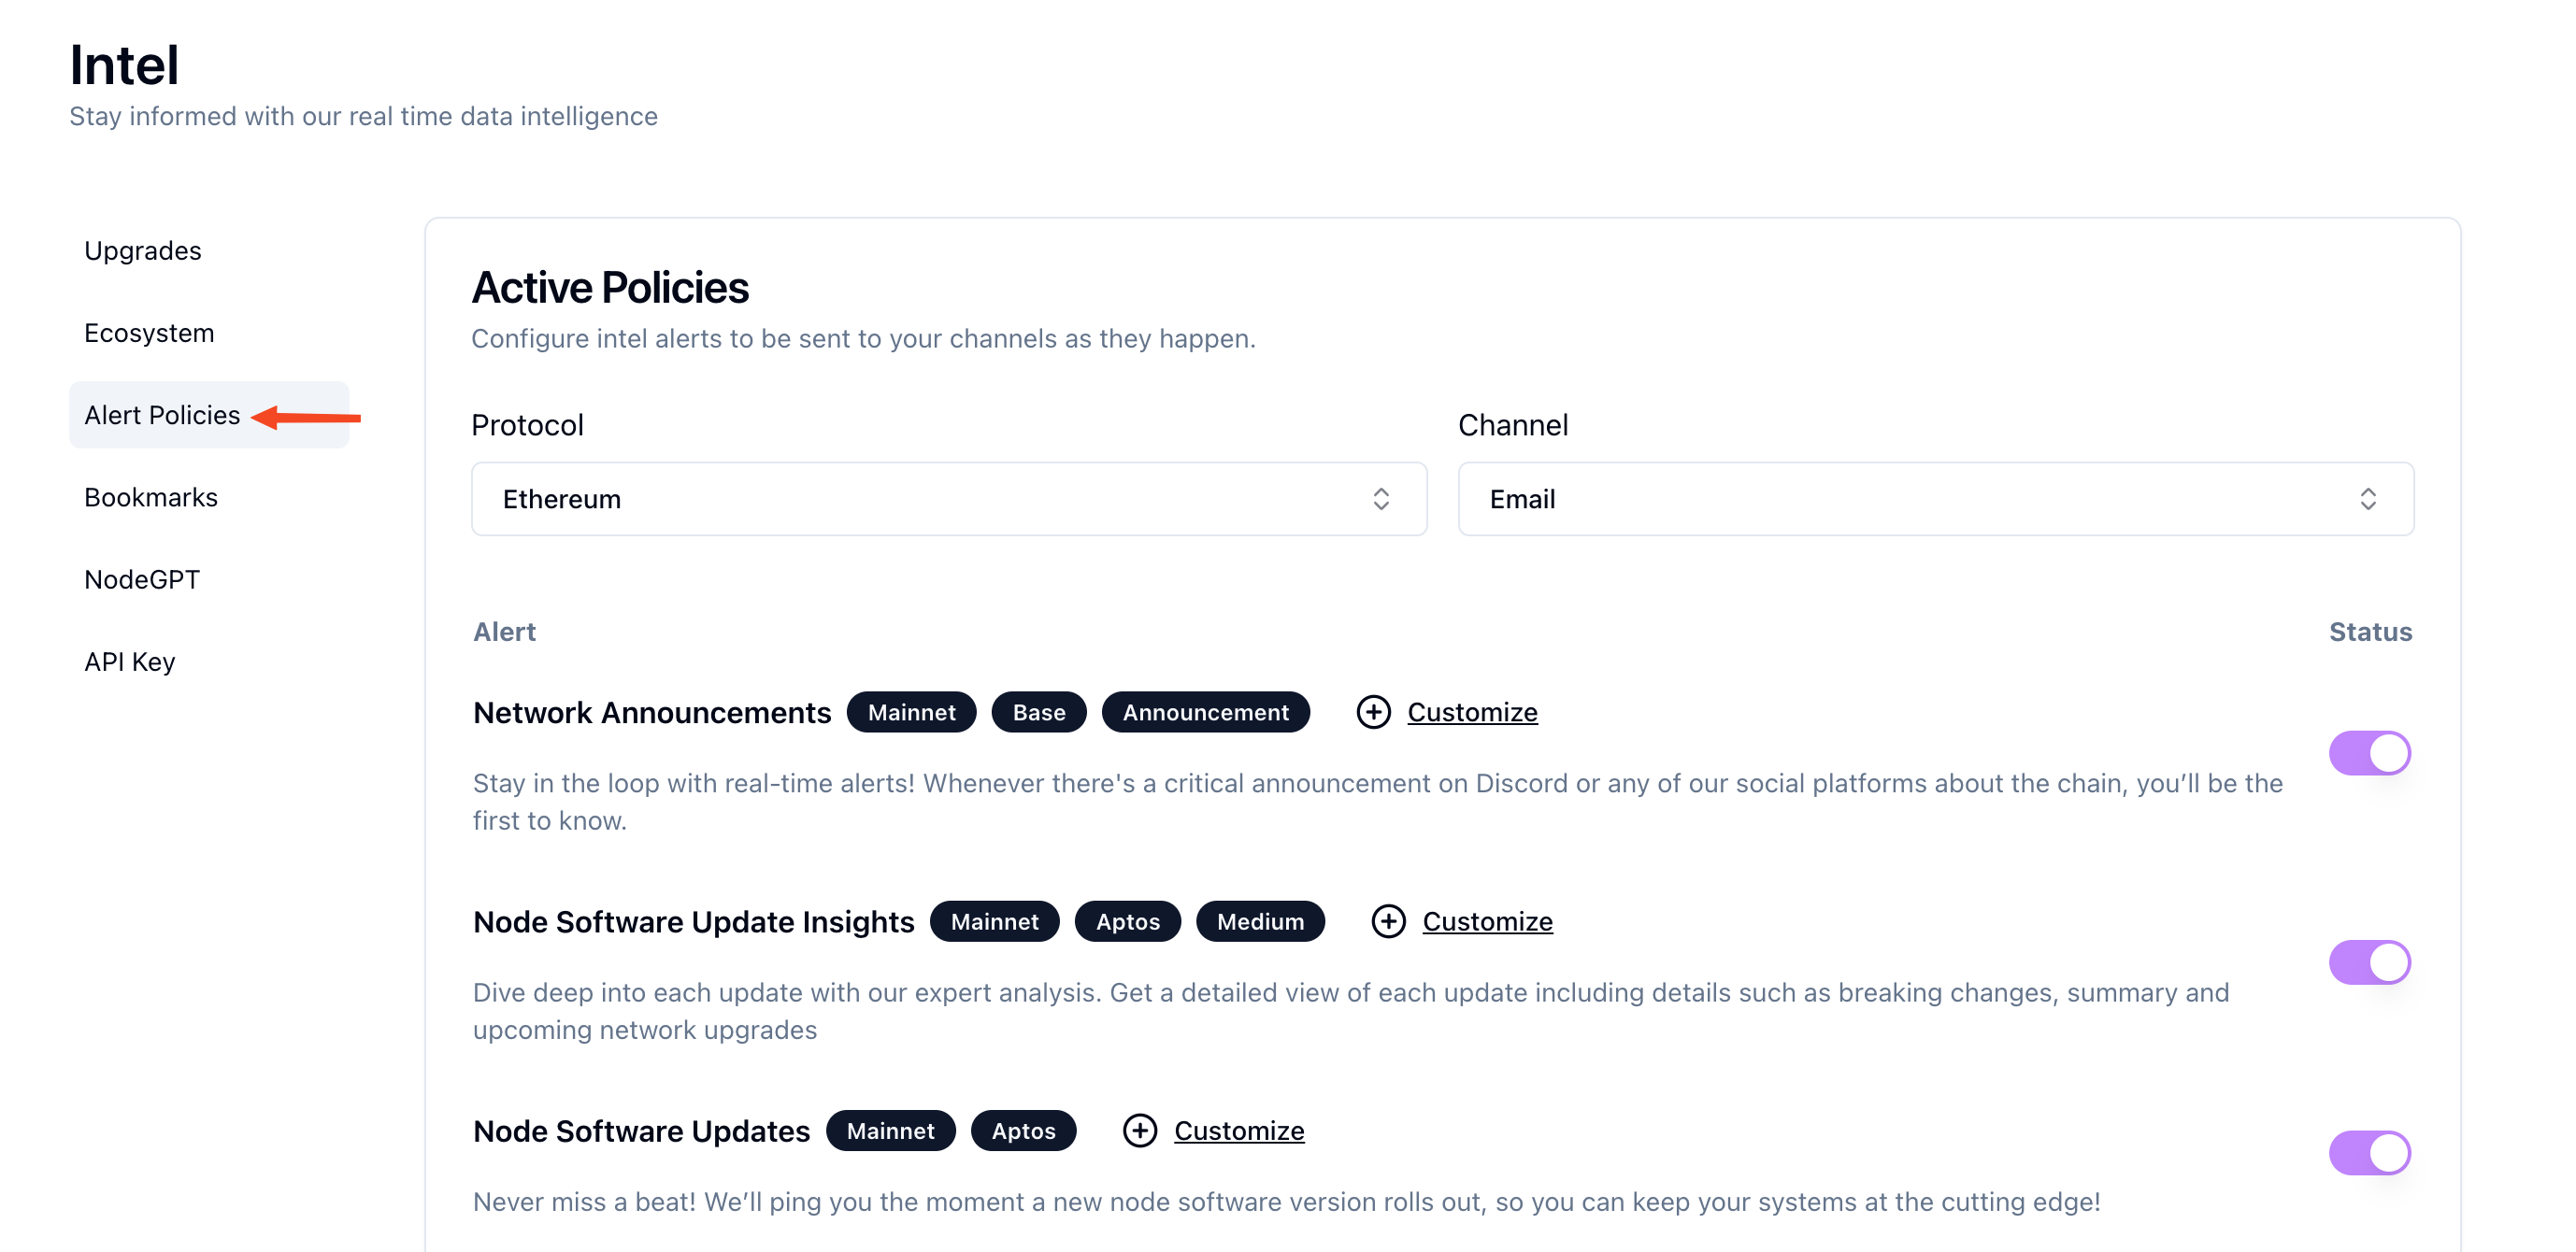 Intel
Stay informed with our real time data intelligence
Upgrades
Ecosystem
Alert Policies
Bookmarks
NodeGPT
API Key
Active Policies
Configure intel alerts to be sent to your channels as they happen.
Protocol
Channel
Ethereum
Email
Alert
Status
Network Announcements Mainnet Base Announcement Customize
Stay in the loop with real-time alerts! Whenever there's a critical announcement on Discord or any of our social platforms about the chain, you’ll be the
first to know.
Node Software Update Insights Mainnet Aptos Medium Customize
Dive deep into each update with our expert analysis. Get a detailed view of each update including details such as breaking changes, summary and
upcoming network upgrades
Node Software Updates Mainnet Aptos Customize
Never miss a beat! We’ll ping you the moment a new node software version rolls out, so you can keep your systems at the cutting edge!